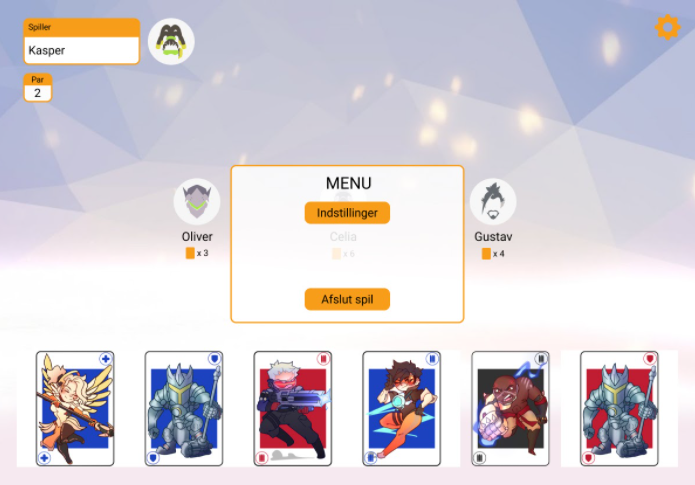 Spiller
Kasper
Par
2
MENU
Indstillinger
Oliver
Celia
Gustav
x 3
x 6
x 4
Afslut spil